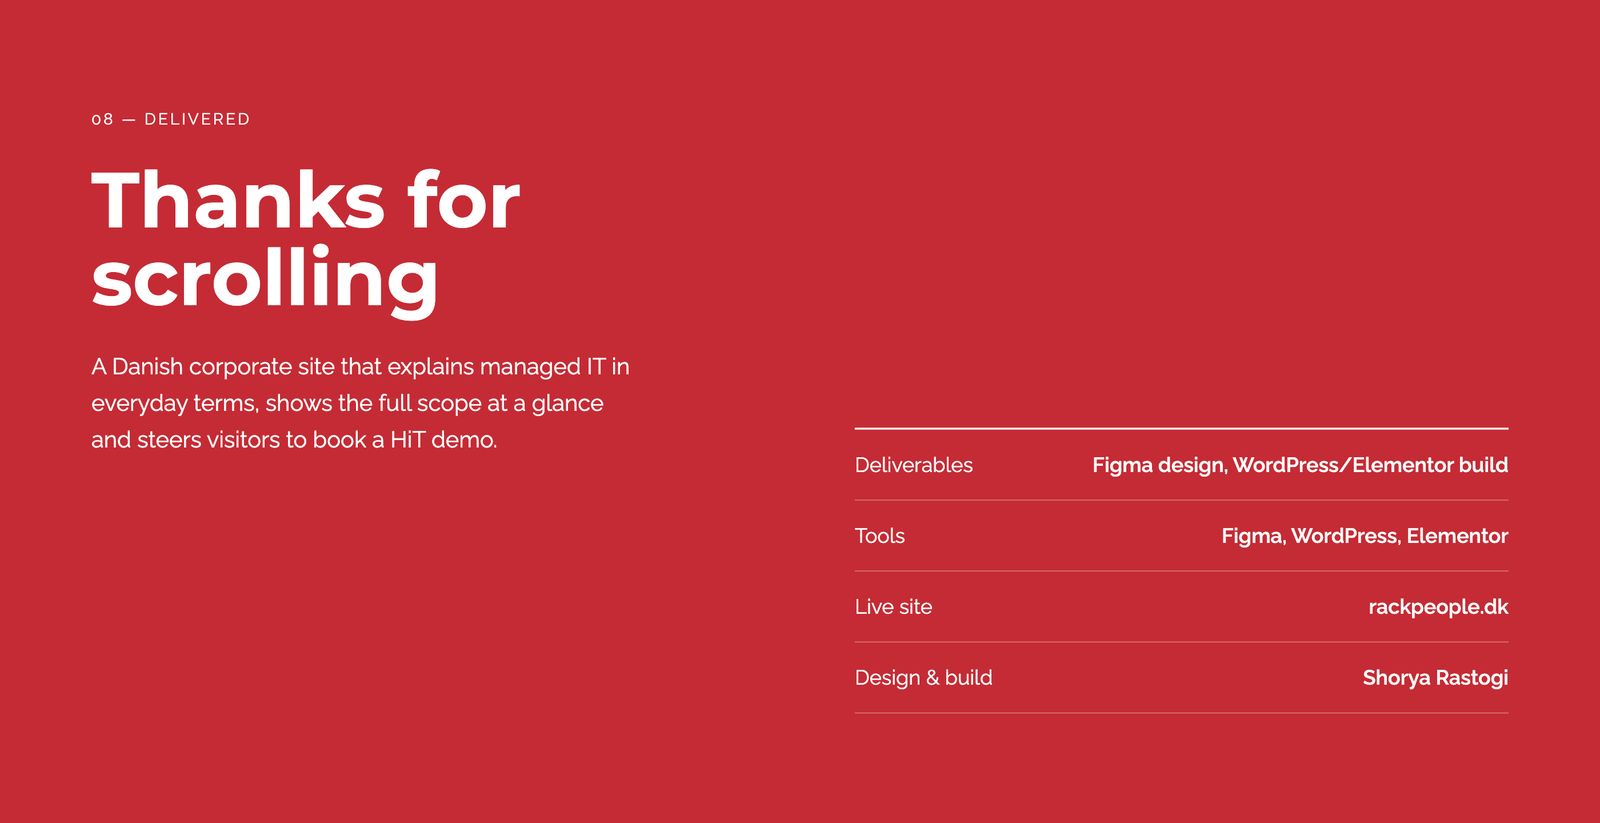 08 — DELIVERED
Thanks for
scrolling
A Danish corporate site that explains managed IT in
everyday terms, shows the full scope at a glance
and steers visitors to book a HiT demo.
Deliverables Figma design, WordPress/Elementor build
Tools Figma, WordPress, Elementor
Live site rackpeople.dk
Design & build Shorya Rastogi